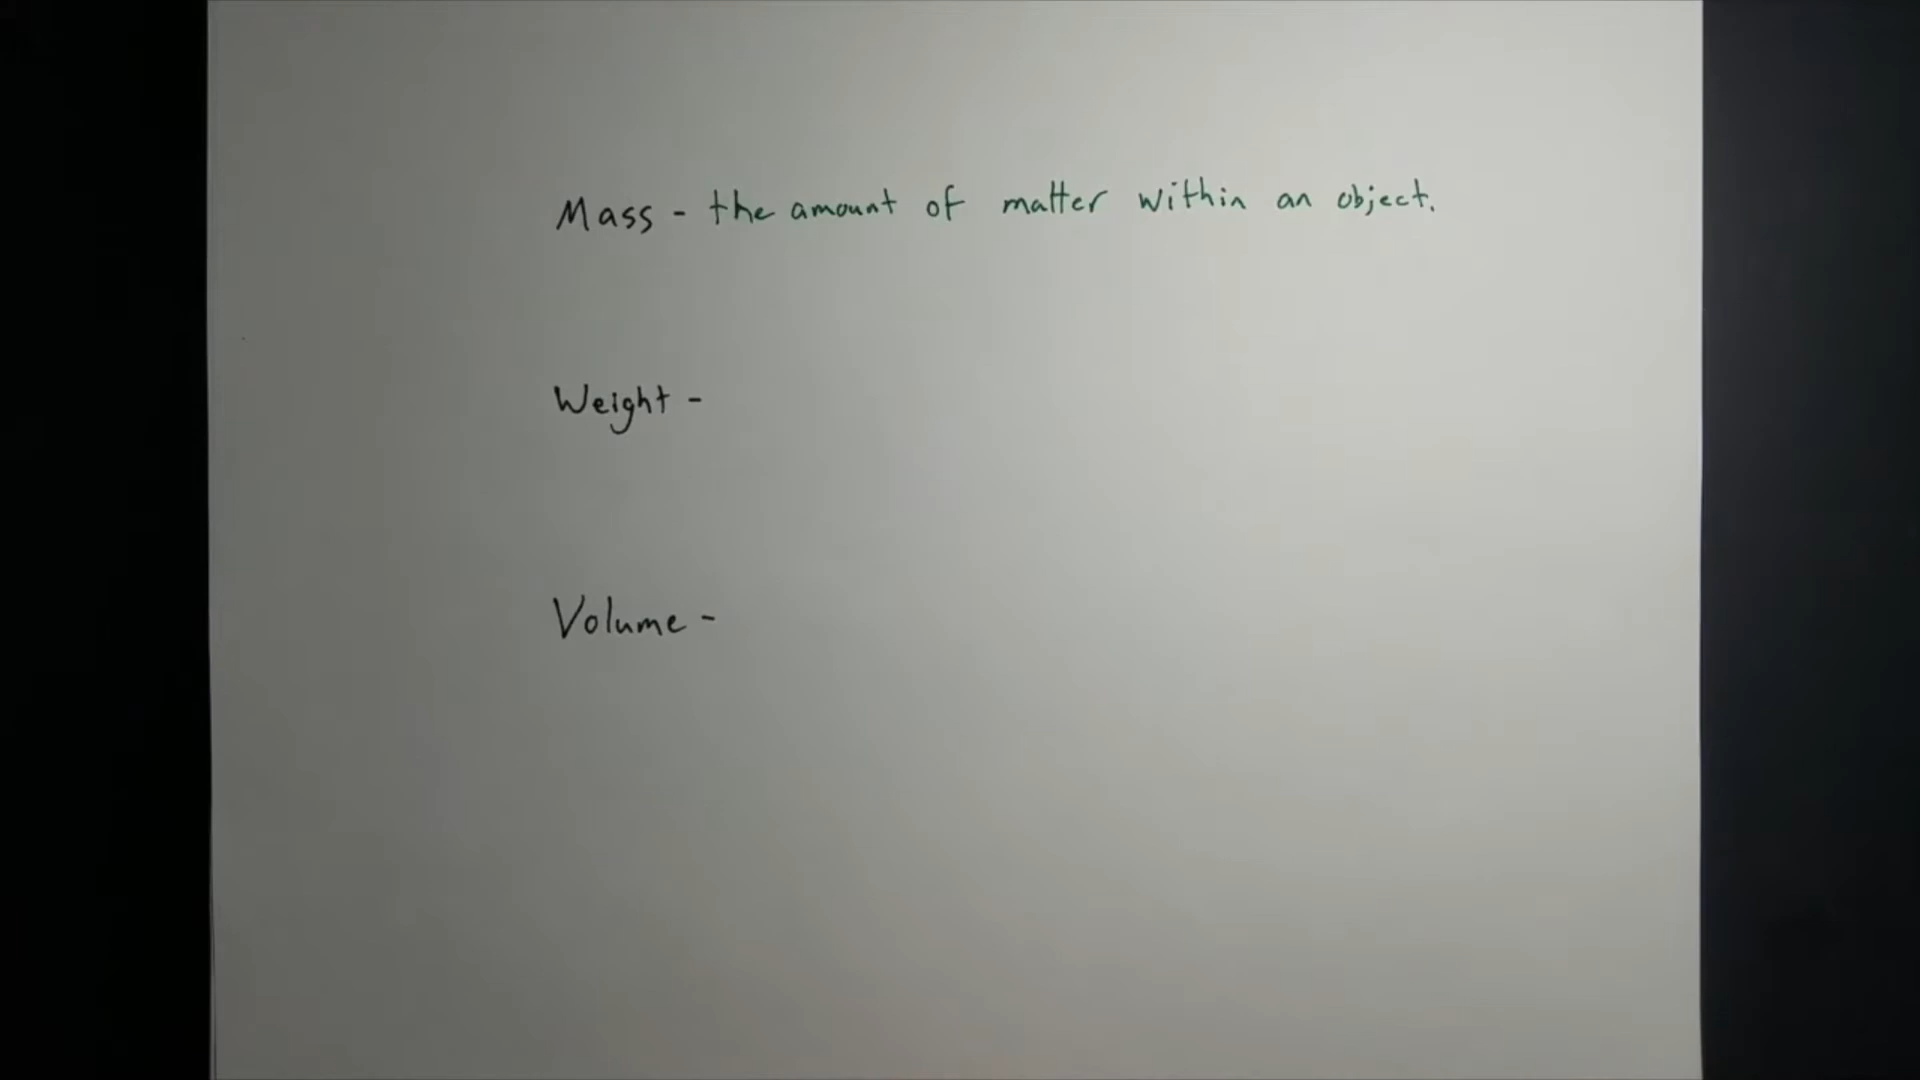 Mass - the amount of matter within an object.
Weight -
Volume -